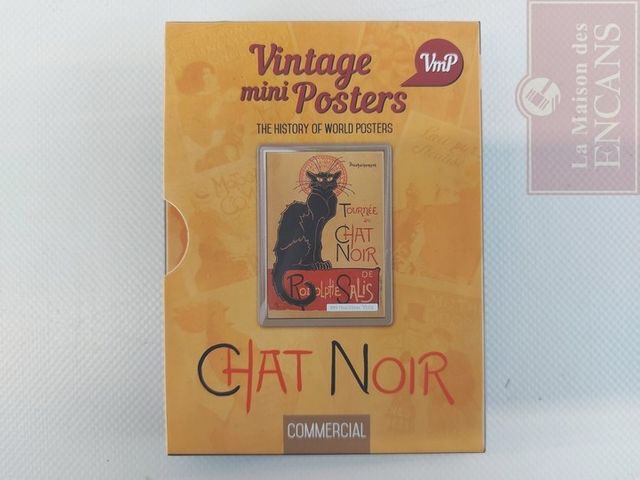 Vintage
mini Posters
VmP
THE HISTORY OF WORLD POSTERS
TOURNÉE
DU
CHAT
NOIR
DE
RODOLPHE SALIS
CHAT NOIR
COMMERCIAL
La Maison des
ENCANS